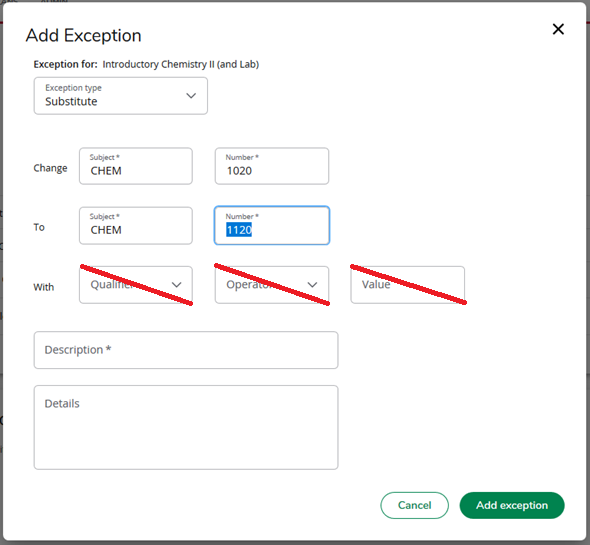 Add Exception
Exception for: Introductory Chemistry II (and Lab)
Exception type
Substitute
Change
Subject *
CHEM
Number *
1020
To
Subject *
CHEM
Number *
1120
With
Qualifier
Operator
Value
Description *
Details
Cancel
Add exception